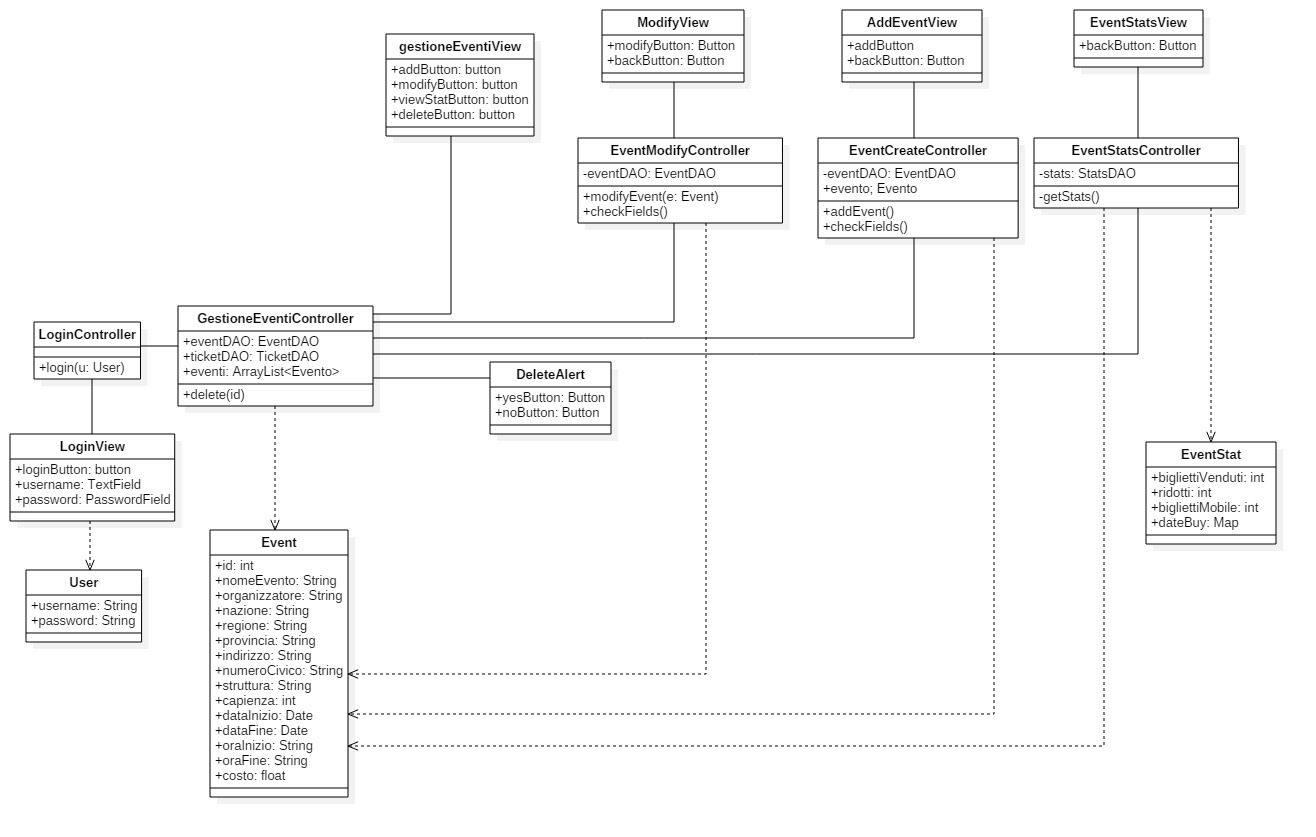 gestioneEventiView
+addButton: button
+modifyButton: button
+viewStatButton: button
+deleteButton: button
ModifyView
+modifyButton: Button
+backButton: Button
AddEventView
+addButton
+backButton: Button
EventStatsView
+backButton: Button
EventModifyController
-eventDAO: EventDAO
+modifyEvent(e: Event)
+checkFields()
EventCreateController
-eventDAO: EventDAO
+evento; Evento
+addEvent()
+checkFields()
EventStatsController
-stats: StatsDAO
-getStats()
LoginController
+login(u: User)
GestioneEventiController
+eventDAO: EventDAO
+ticketDAO: TicketDAO
+eventi: ArrayList<Evento>
+delete(id)
DeleteAlert
+yesButton: Button
+noButton: Button
LoginView
+loginButton: button
+username: TextField
+password: PasswordField
EventStat
+bigliettiVenduti: int
+ridotti: int
+bigliettiMobile: int
+dateBuy: Map
User
+username: String
+password: String
Event
+id: int
+nomeEvento: String
+organizzatore: String
+nazione: String
+regione: String
+provincia: String
+indirizzo: String
+numeroCivico: String
+struttura: String
+capienza: int
+dataInizio: Date
+dataFine: Date
+oraInizio: String
+oraFine: String
+costo: float